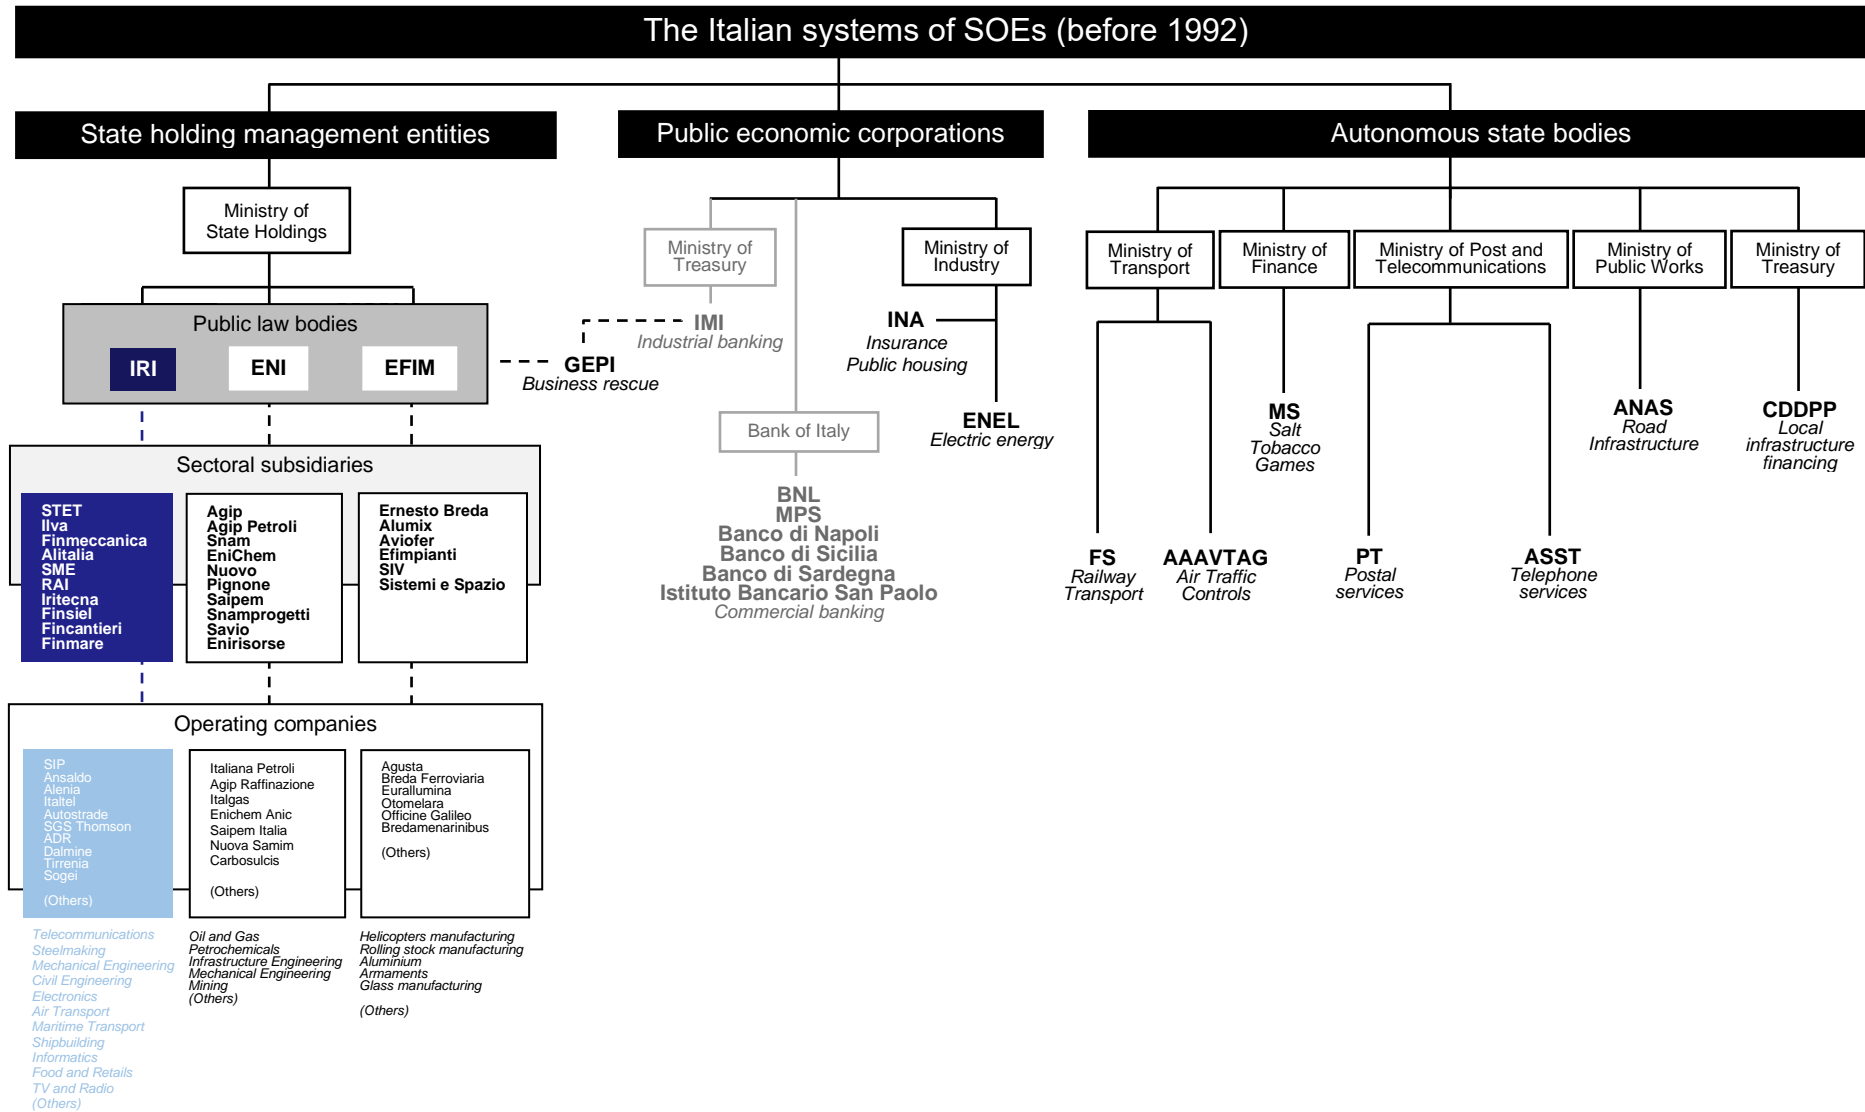 The Italian systems of SOEs (before 1992)
State holding management entities
Ministry of
State Holdings
Public law bodies
IRI
ENI
EFIM
Sectoral subsidiaries
STET
Ilva
Finmeccanica
Alitalia
SME
RAI
Iritecna
Finsiel
Fincantieri
Finmare
Agip
Agip Petroli
Snam
EniChem
Nuovo
Pignone
Saipem
Snamprogetti
Savio
Enirisorse
Ernesto Breda
Alumix
Aviofer
Efimpianti
SIV
Sistemi e Spazio
Operating companies
SIP
Ansaldo
Alenia
Italtel
Autostrade
SGS Thomson
ADR
Dalmine
Tirrenia
Sogei
(Others)
Italiana Petroli
Agip Raffinazione
Italgas
Enichem Anic
Saipem Italia
Nuova Samim
Carbosulcis
(Others)
Agusta
Breda Ferroviaria
Eurallumina
Otomelara
Officine Galileo
Bredamenarinibus
(Others)
Telecommunications
Steelmaking
Mechanical Engineering
Civil Engineering
Electronics
Air Transport
Maritime Transport
Shipbuilding
Informatics
Food and Retails
TV and Radio
(Others)
Oil and Gas
Petrochemicals
Infrastructure Engineering
Mechanical Engineering
Mining
(Others)
Helicopters manufacturing
Rolling stock manufacturing
Aluminium
Armaments
Glass manufacturing
(Others)
GEPI
Business rescue
Public economic corporations
Ministry of
Treasury
IMI
Industrial banking
Bank of Italy
BNL
MPS
Banco di Napoli
Banco di Sicilia
Banco di Sardegna
Istituto Bancario San Paolo
Commercial banking
Ministry of
Industry
INA
Insurance
Public housing
ENEL
Electric energy
Autonomous state bodies
Ministry of
Transport
FS
Railway
Transport
AAAVTAG
Air Traffic
Controls
Ministry of
Finance
MS
Salt
Tobacco
Games
Ministry of Post and
Telecommunications
PT
Postal
services
ASST
Telephone
services
Ministry of
Public Works
ANAS
Road
Infrastructure
Ministry of
Treasury
CDDPP
Local
infrastructure
financing